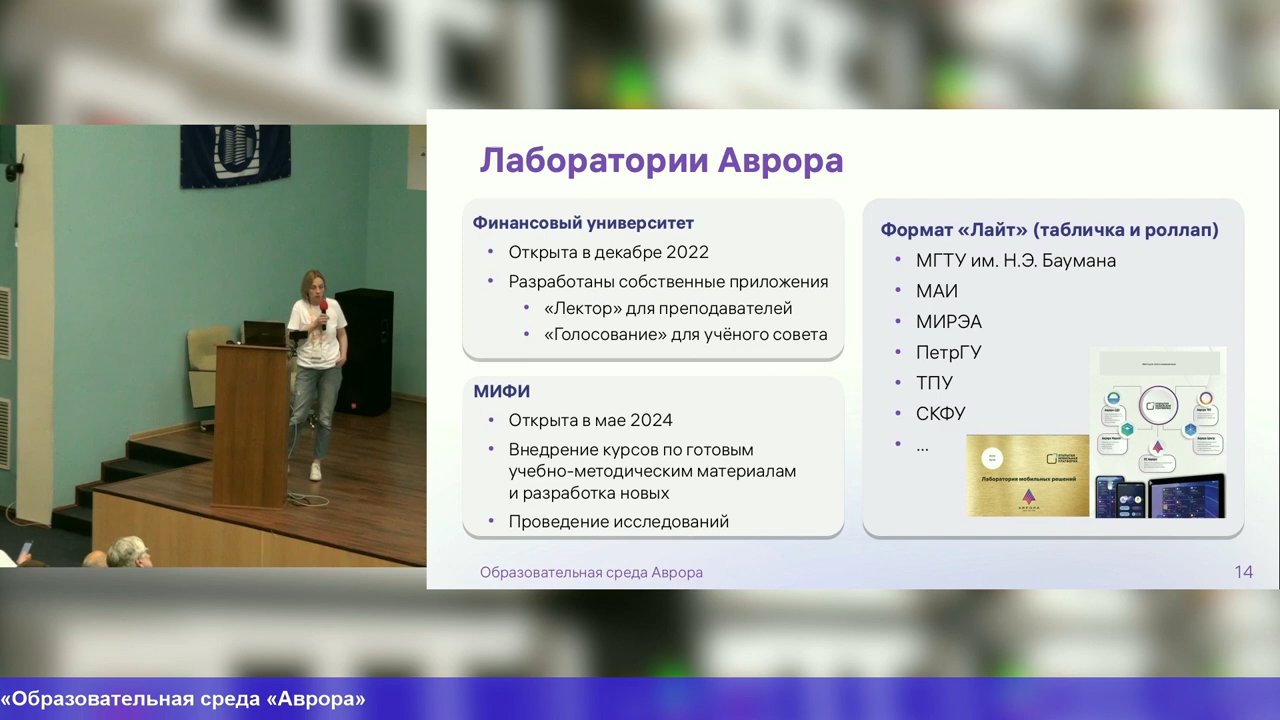 Лаборатории Аврора
Финансовый университет
• Открыта в декабре 2022
• Разработаны собственные приложения
• «Лектор» для преподавателей
• «Голосование» для учёного совета
МИФИ
• Открыта в мае 2024
• Внедрение курсов по готовым
учебно-методическим материалам
и разработка новых
• Проведение исследований
Формат «Лайт» (табличка и роллап)
• МГТУ им. Н.Э. Баумана
• МАИ
• МИРЭА
• ПетрГУ
• ТПУ
• СКФУ
• ...
Лаборатория мобильных решений
АВРОРА
Образовательная среда Аврора
14
«Образовательная среда «Аврора»